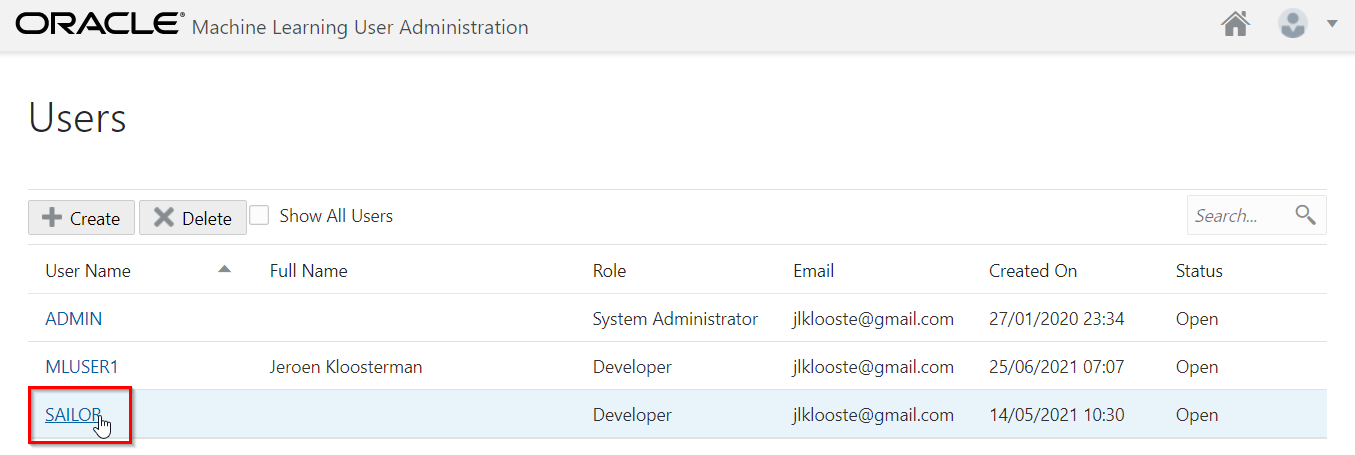 ORACLE® Machine Learning User Administration
Users
Create Delete Show All Users Search...
User Name Full Name Role Email Created On Status
ADMIN System Administrator jlklooste@gmail.com 27/01/2020 23:34 Open
MLUSER1 Jeroen Kloosterman Developer jlklooste@gmail.com 25/06/2021 07:07 Open
SAILOR Developer jlklooste@gmail.com 14/05/2021 10:30 Open